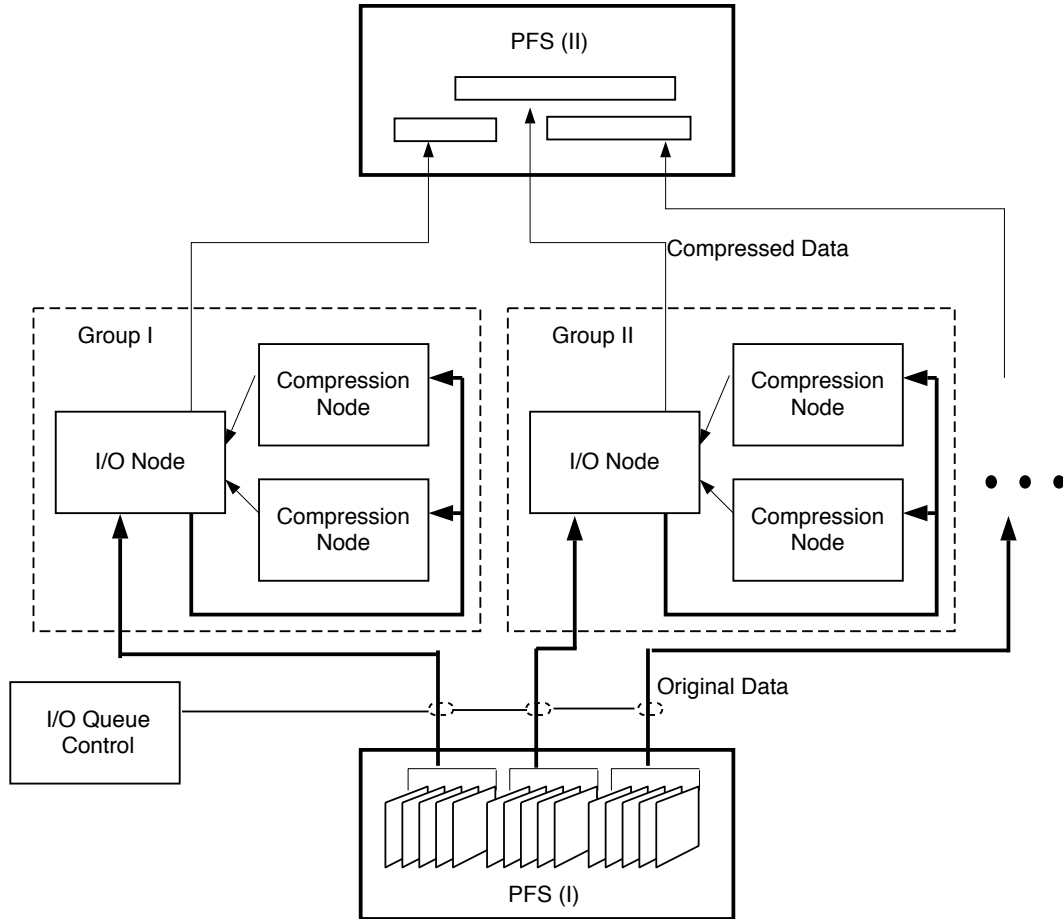 PFS (II)
Compressed Data
Group I
Compression
Node
I/O Node
Compression
Node
Group II
Compression
Node
I/O Node
Compression
Node
Original Data
I/O Queue
Control
PFS (I)